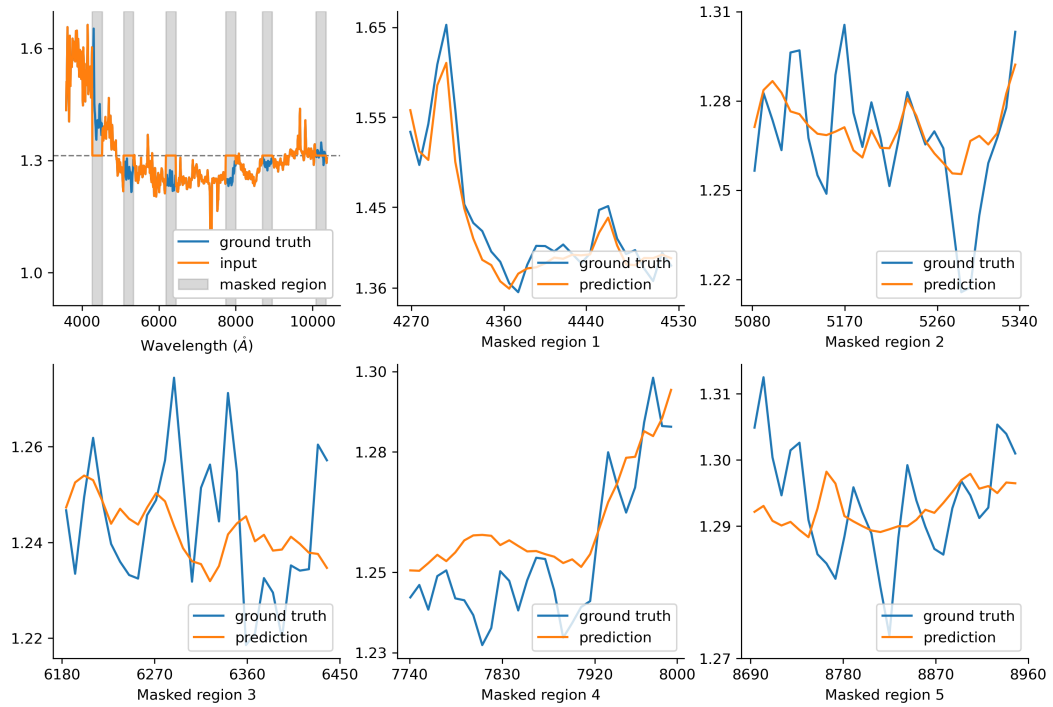 1.6
1.3
1.0
4000 6000 8000 10000
Wavelength (Å)
ground truth
input
masked region
1.65
1.55
1.45
1.36
4270 4360 4440 4530
Masked region 1
ground truth
prediction
1.31
1.28
1.25
1.22
5080 5170 5260 5340
Masked region 2
ground truth
prediction
1.26
1.24
1.22
6180 6270 6360 6450
Masked region 3
ground truth
prediction
1.30
1.28
1.25
1.23
7740 7830 7920 8000
Masked region 4
ground truth
prediction
1.30
1.29
1.27
8690 8780 8870 8960
Masked region 5
ground truth
prediction